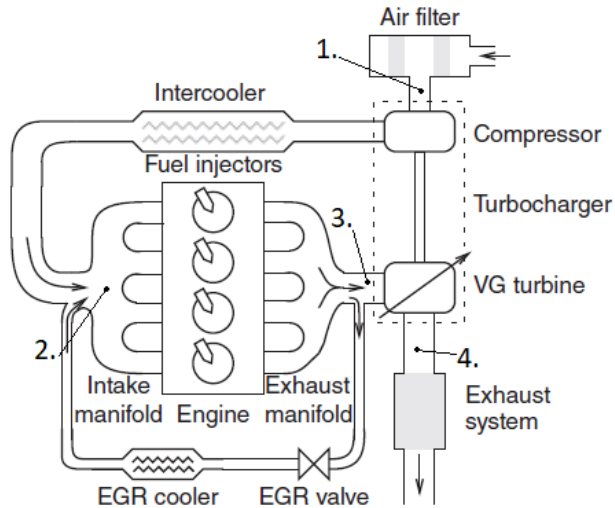 Air filter
1.
Intercooler
Compressor
Fuel injectors
Turbocharger
3.
VG turbine
2.
4.
Intake
manifold
Engine
Exhaust
manifold
Exhaust
system
EGR cooler
EGR valve